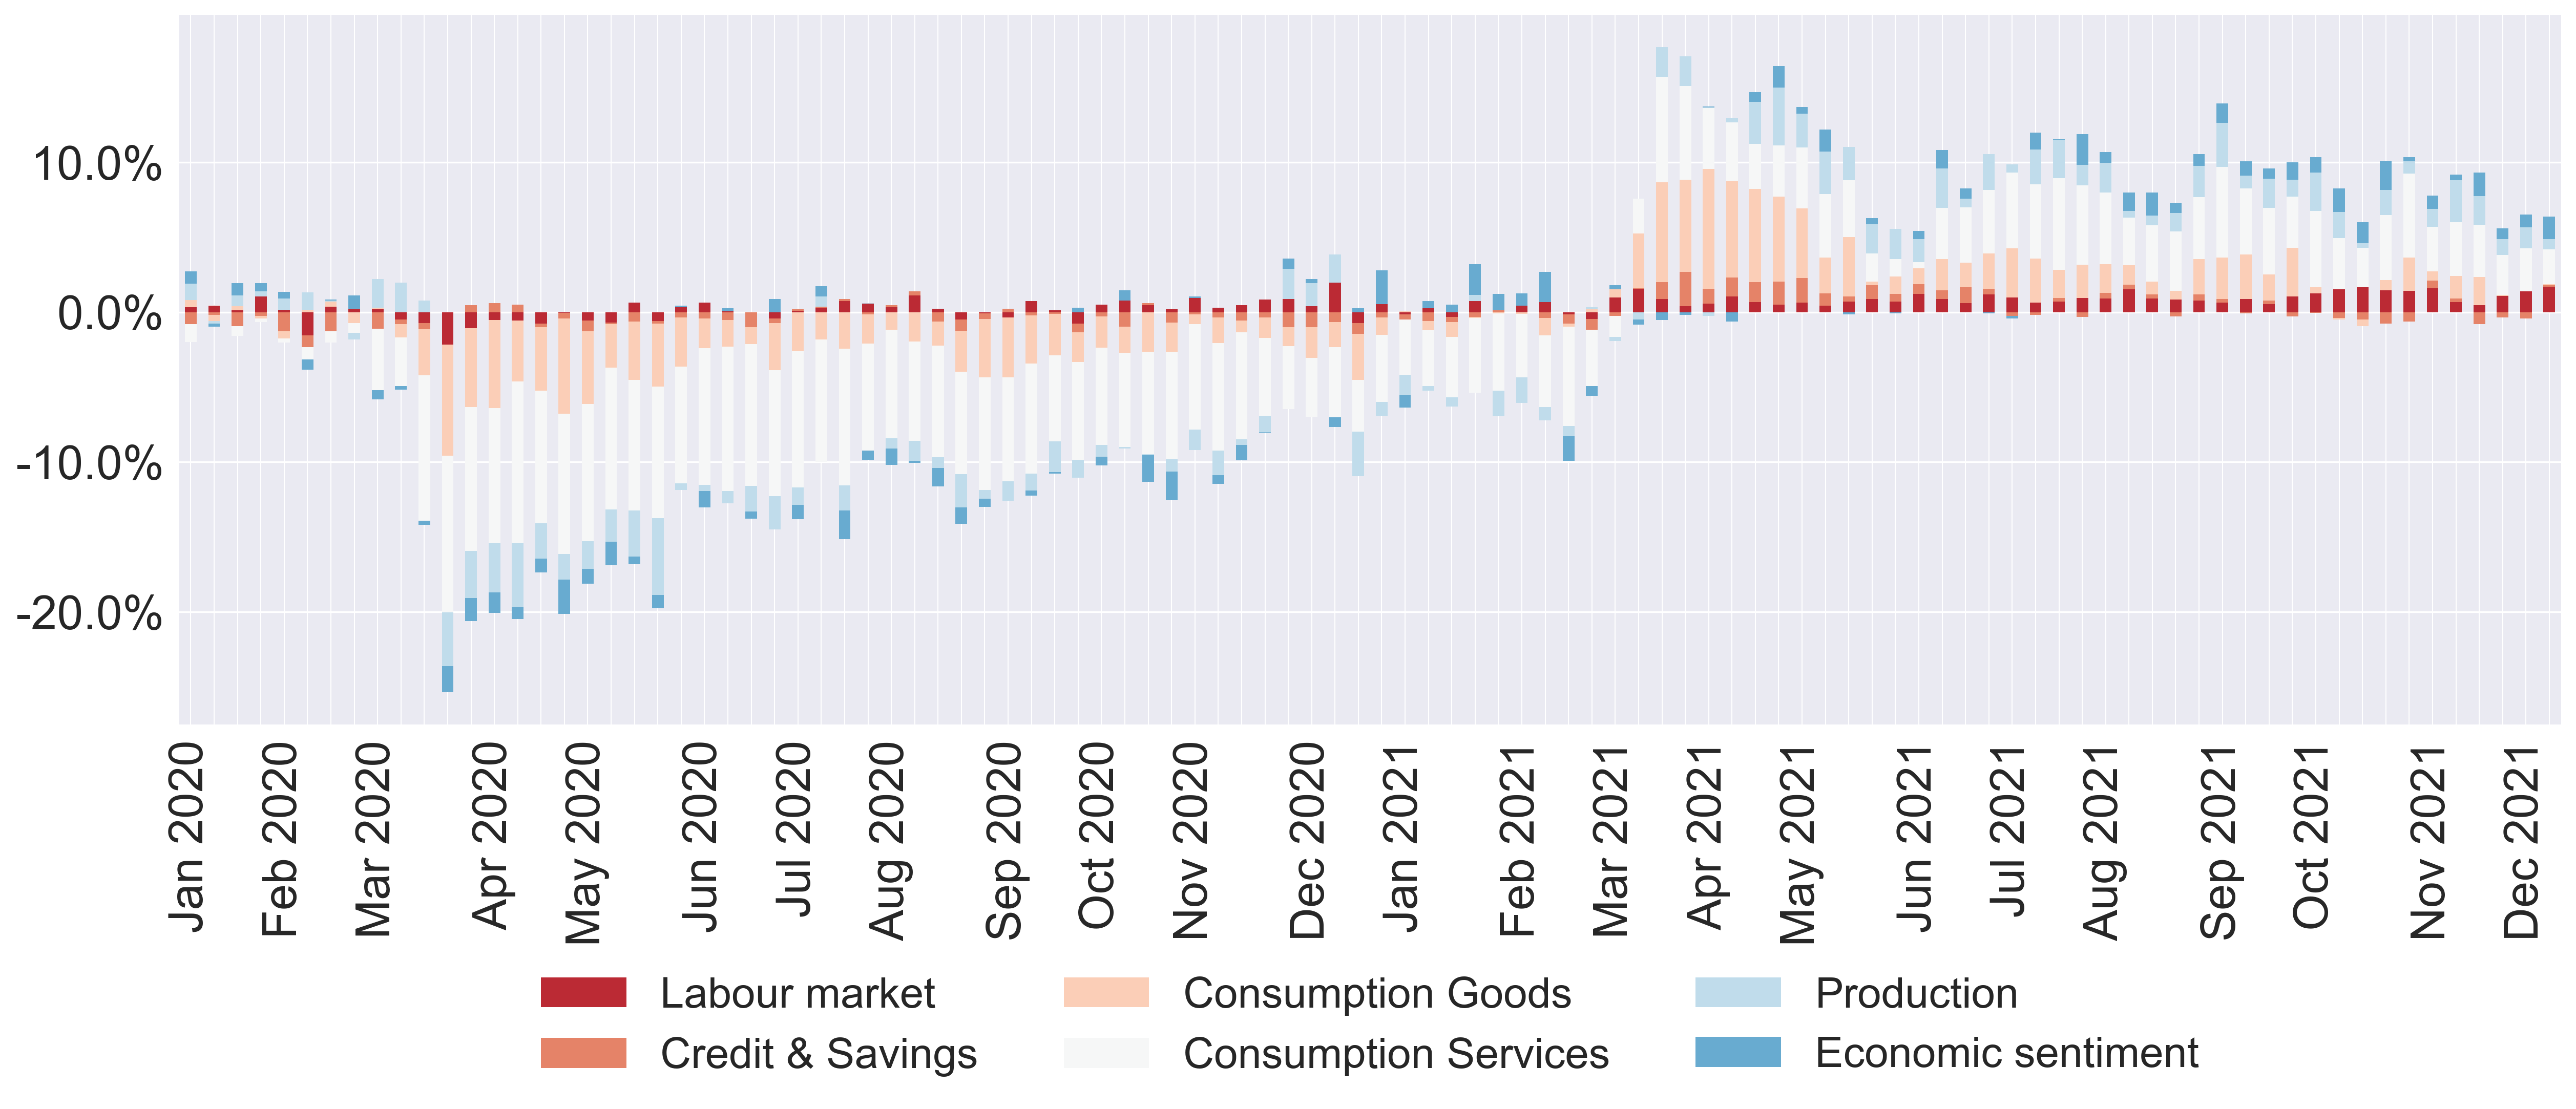 10.0%
0.0%
-10.0%
-20.0%
Jan 2020
Feb 2020
Mar 2020
Apr 2020
May 2020
Jun 2020
Jul 2020
Aug 2020
Sep 2020
Oct 2020
Nov 2020
Dec 2020
Jan 2021
Feb 2021
Mar 2021
Apr 2021
May 2021
Jun 2021
Jul 2021
Aug 2021
Sep 2021
Oct 2021
Nov 2021
Dec 2021
Labour market
Consumption Goods
Production
Credit & Savings
Consumption Services
Economic sentiment